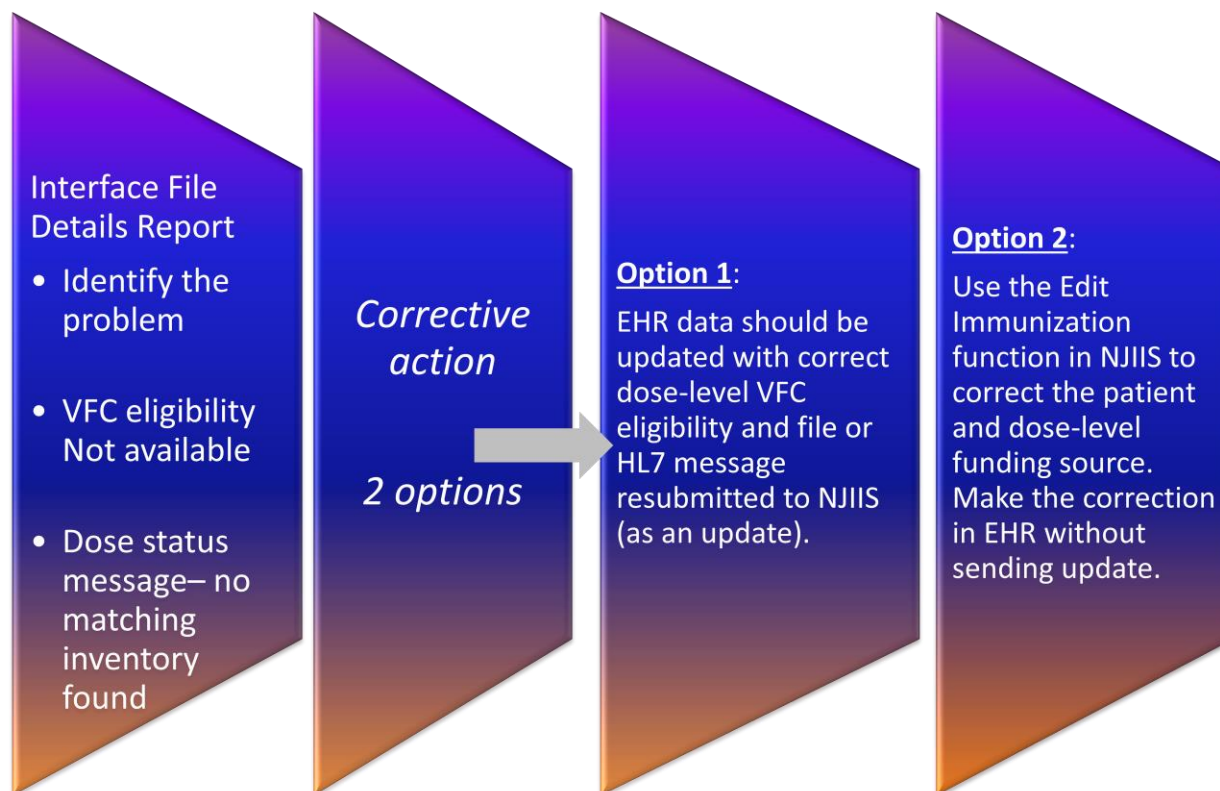 Interface File
Details Report
• Identify the
problem
• VFC eligibility
Not available
• Dose status
message– no
matching
inventory
found
Corrective
action
2 options
Option 1:
EHR data should be
updated with correct
dose-level VFC
eligibility and file or
HL7 message
resubmitted to NJIIS
(as an update).
Option 2:
Use the Edit
Immunization
function in NJIIS to
correct the patient
and dose-level
funding source.
Make the correction
in EHR without
sending update.